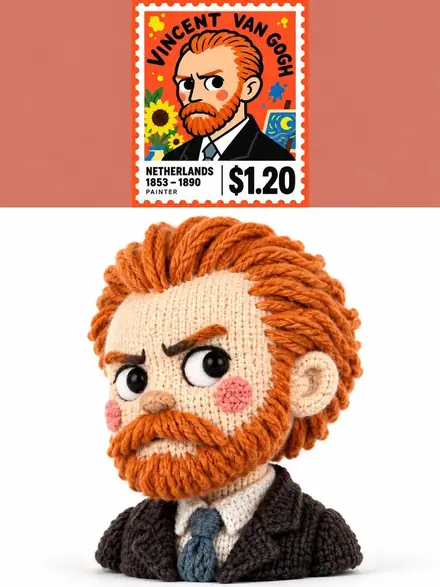 VINCENT VAN GOGH
NETHERLANDS
1853 – 1890
PAINTER
$1.20